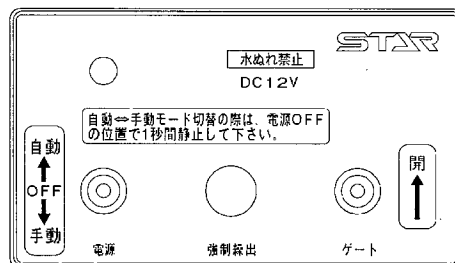 STAR
水ぬれ禁止
DC12V
自動⇔手動モード切替の際は、電源OFF
の位置で1秒間静止して下さい。
自動
OFF
手動
開
電源
強制繰出
ゲート